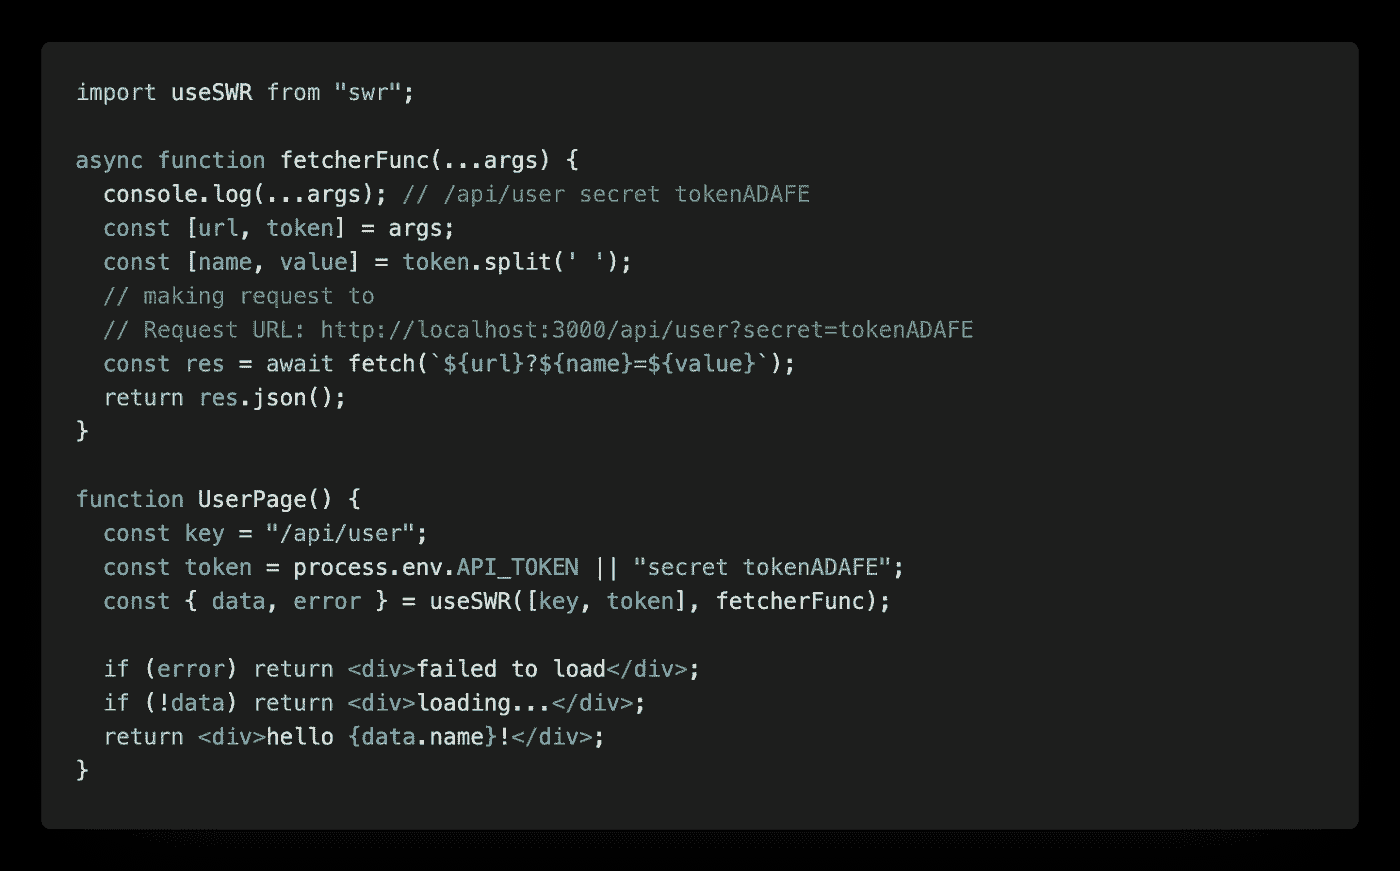 import useSWR from "swr";

async function fetcherFunc(...args) {
  console.log(...args); // /api/user secret tokenADAFE
  const [url, token] = args;
  const [name, value] = token.split(' ');
  // making request to
  // Request URL: http://localhost:3000/api/user?secret=tokenADAFE
  const res = await fetch(`${url}?${name}=${value}`);
  return res.json();
}

function UserPage() {
  const key = "/api/user";
  const token = process.env.API_TOKEN || "secret tokenADAFE";
  const { data, error } = useSWR([key, token], fetcherFunc);

  if (error) return <div>failed to load</div>;
  if (!data) return <div>loading...</div>;
  return <div>hello {data.name}!</div>;
}